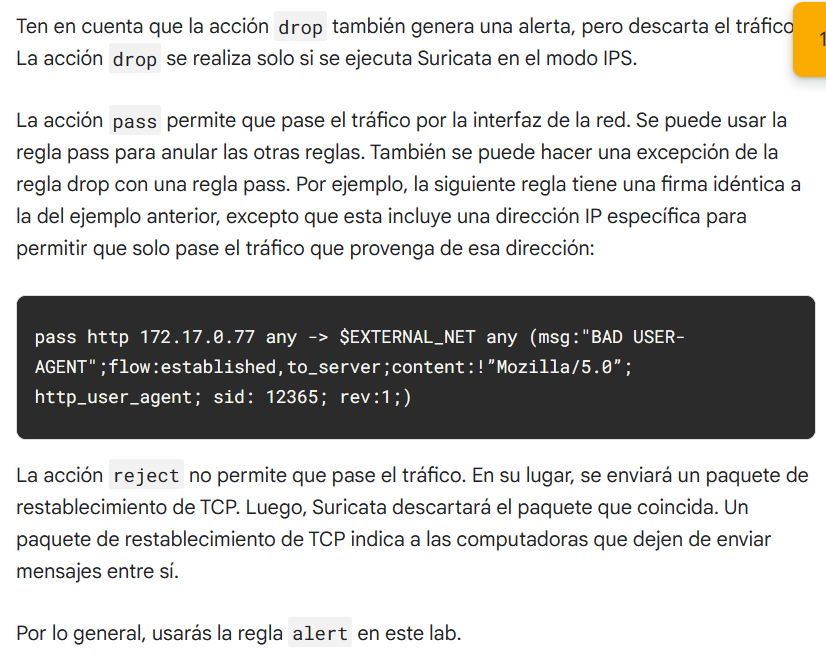 Ten en cuenta que la acción drop también genera una alerta, pero descarta el tráfico
1
La acción drop se realiza solo si se ejecuta Suricata en el modo IPS.
La acción pass permite que pase el tráfico por la interfaz de la red. Se puede usar la
regla pass para anular las otras reglas. También se puede hacer una excepción de la
regla drop con una regla pass. Por ejemplo, la siguiente regla tiene una firma idéntica a
la del ejemplo anterior, excepto que esta incluye una dirección IP específica para
permitir que solo pase el tráfico que provenga de esa dirección:
pass http 172.17.0.77 any -> $EXTERNAL_NET any (msg:"BAD USER-
AGENT";flow:established,to_server;content:!”Mozilla/5.0”;
http_user_agent; sid: 12365; rev:1;)
La acción reject no permite que pase el tráfico. En su lugar, se enviará un paquete de
restablecimiento de TCP. Luego, Suricata descartará el paquete que coincida. Un
paquete de restablecimiento de TCP indica a las computadoras que dejen de enviar
mensajes entre sí.
Por lo general, usarás la regla alert en este lab.